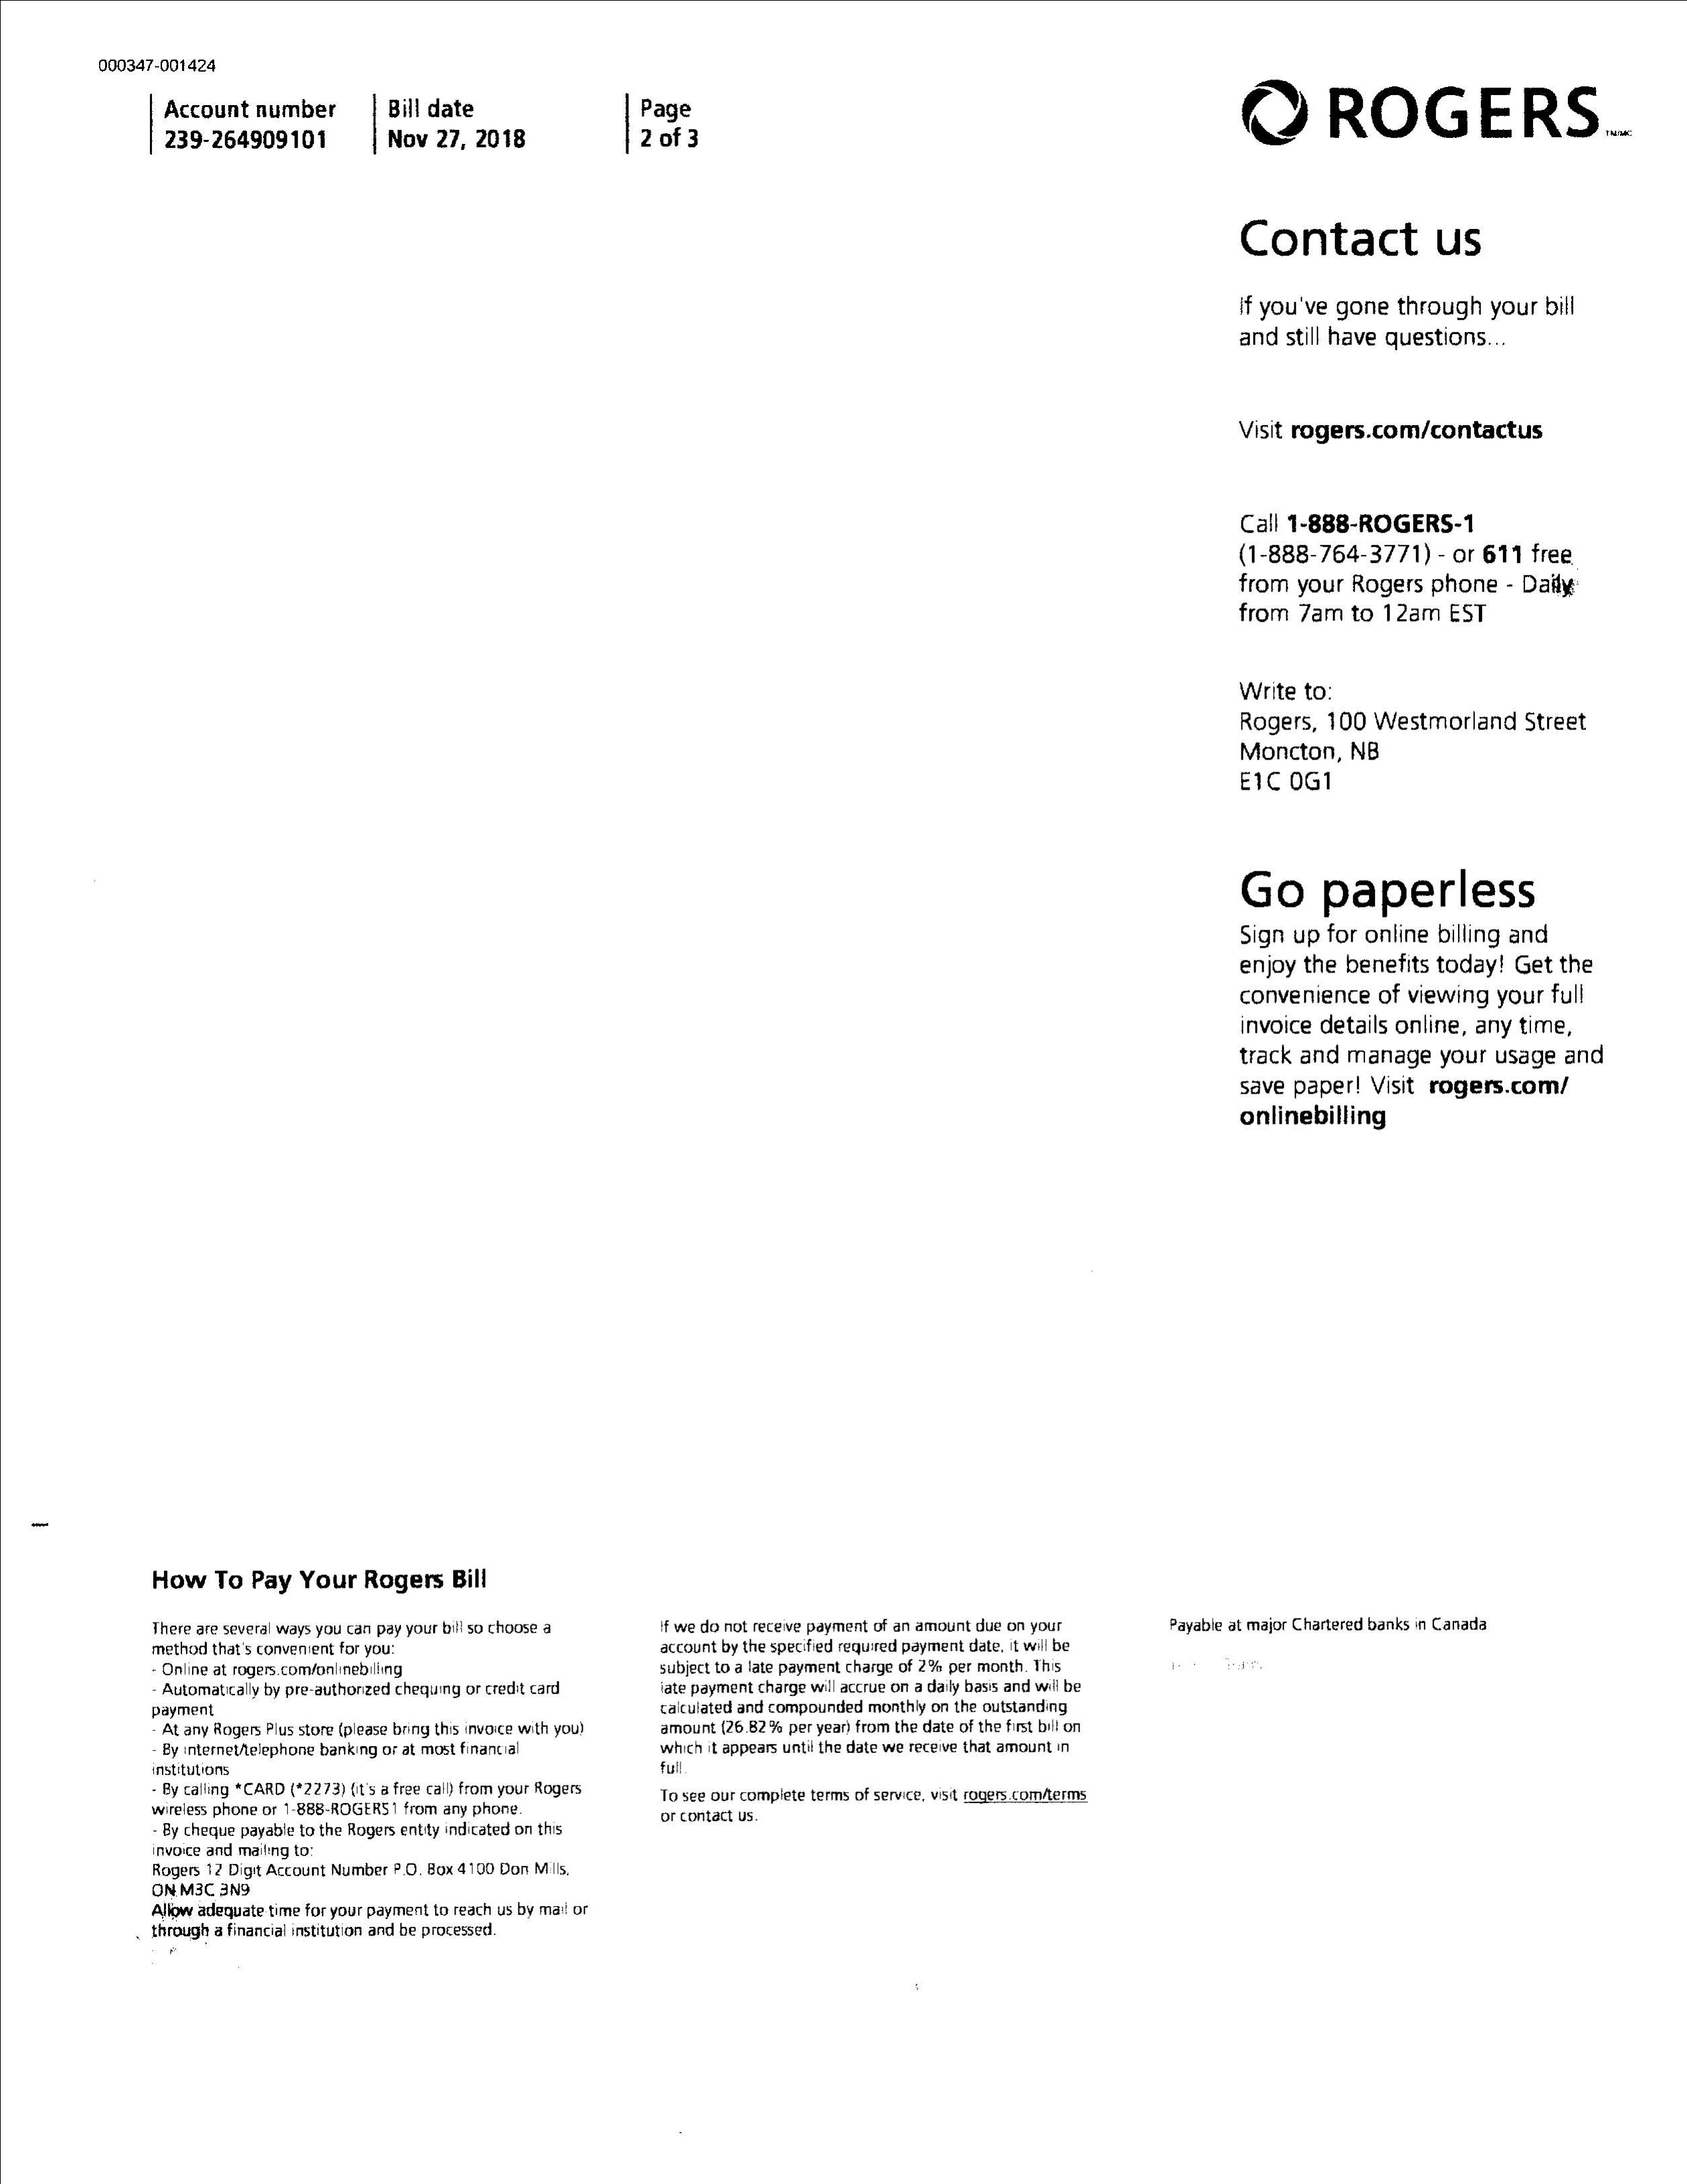 000347-001424
Account number
239-264909101
Bill date
Nov 27, 2018
Page
2 of 3
ROGERS
TM/MC
Contact us
If you've gone through your bill
and still have questions...
Visit rogers.com/contactus
Call 1-888-ROGERS-1
(1-888-764-3771) - or 611 free
from your Rogers phone - Daily
from 7am to 12am EST
Write to:
Rogers, 100 Westmorland Street
Moncton, NB
E1C 0G1
Go paperless
Sign up for online billing and
enjoy the benefits today! Get the
convenience of viewing your full
invoice details online, any time,
track and manage your usage and
save paper! Visit rogers.com/
onlinebilling
How To Pay Your Rogers Bill
There are several ways you can pay your bill so choose a
method that's convenient for you:
- Online at rogers.com/onlinebilling
- Automatically by pre-authorized chequing or credit card
payment
- At any Rogers Plus store (please bring this invoice with you)
- By internet/telephone banking or at most financial
institutions
- By calling *CARD (*2273) (it's a free call) from your Rogers
wireless phone or 1-888-ROGERS1 from any phone.
- By cheque payable to the Rogers entity indicated on this
invoice and mailing to:
Rogers 12 Digit Account Number P.O. Box 4100 Don Mills,
ON M3C 3N9
Allow adequate time for your payment to reach us by mail or
through a financial institution and be processed.
If we do not receive payment of an amount due on your
account by the specified required payment date, it will be
subject to a late payment charge of 2% per month. This
late payment charge will accrue on a daily basis and will be
calculated and compounded monthly on the outstanding
amount (26.82% per year) from the date of the first bill on
which it appears until the date we receive that amount in
full.
To see our complete terms of service, visit rogers.com/terms
or contact us.
Payable at major Chartered banks in Canada